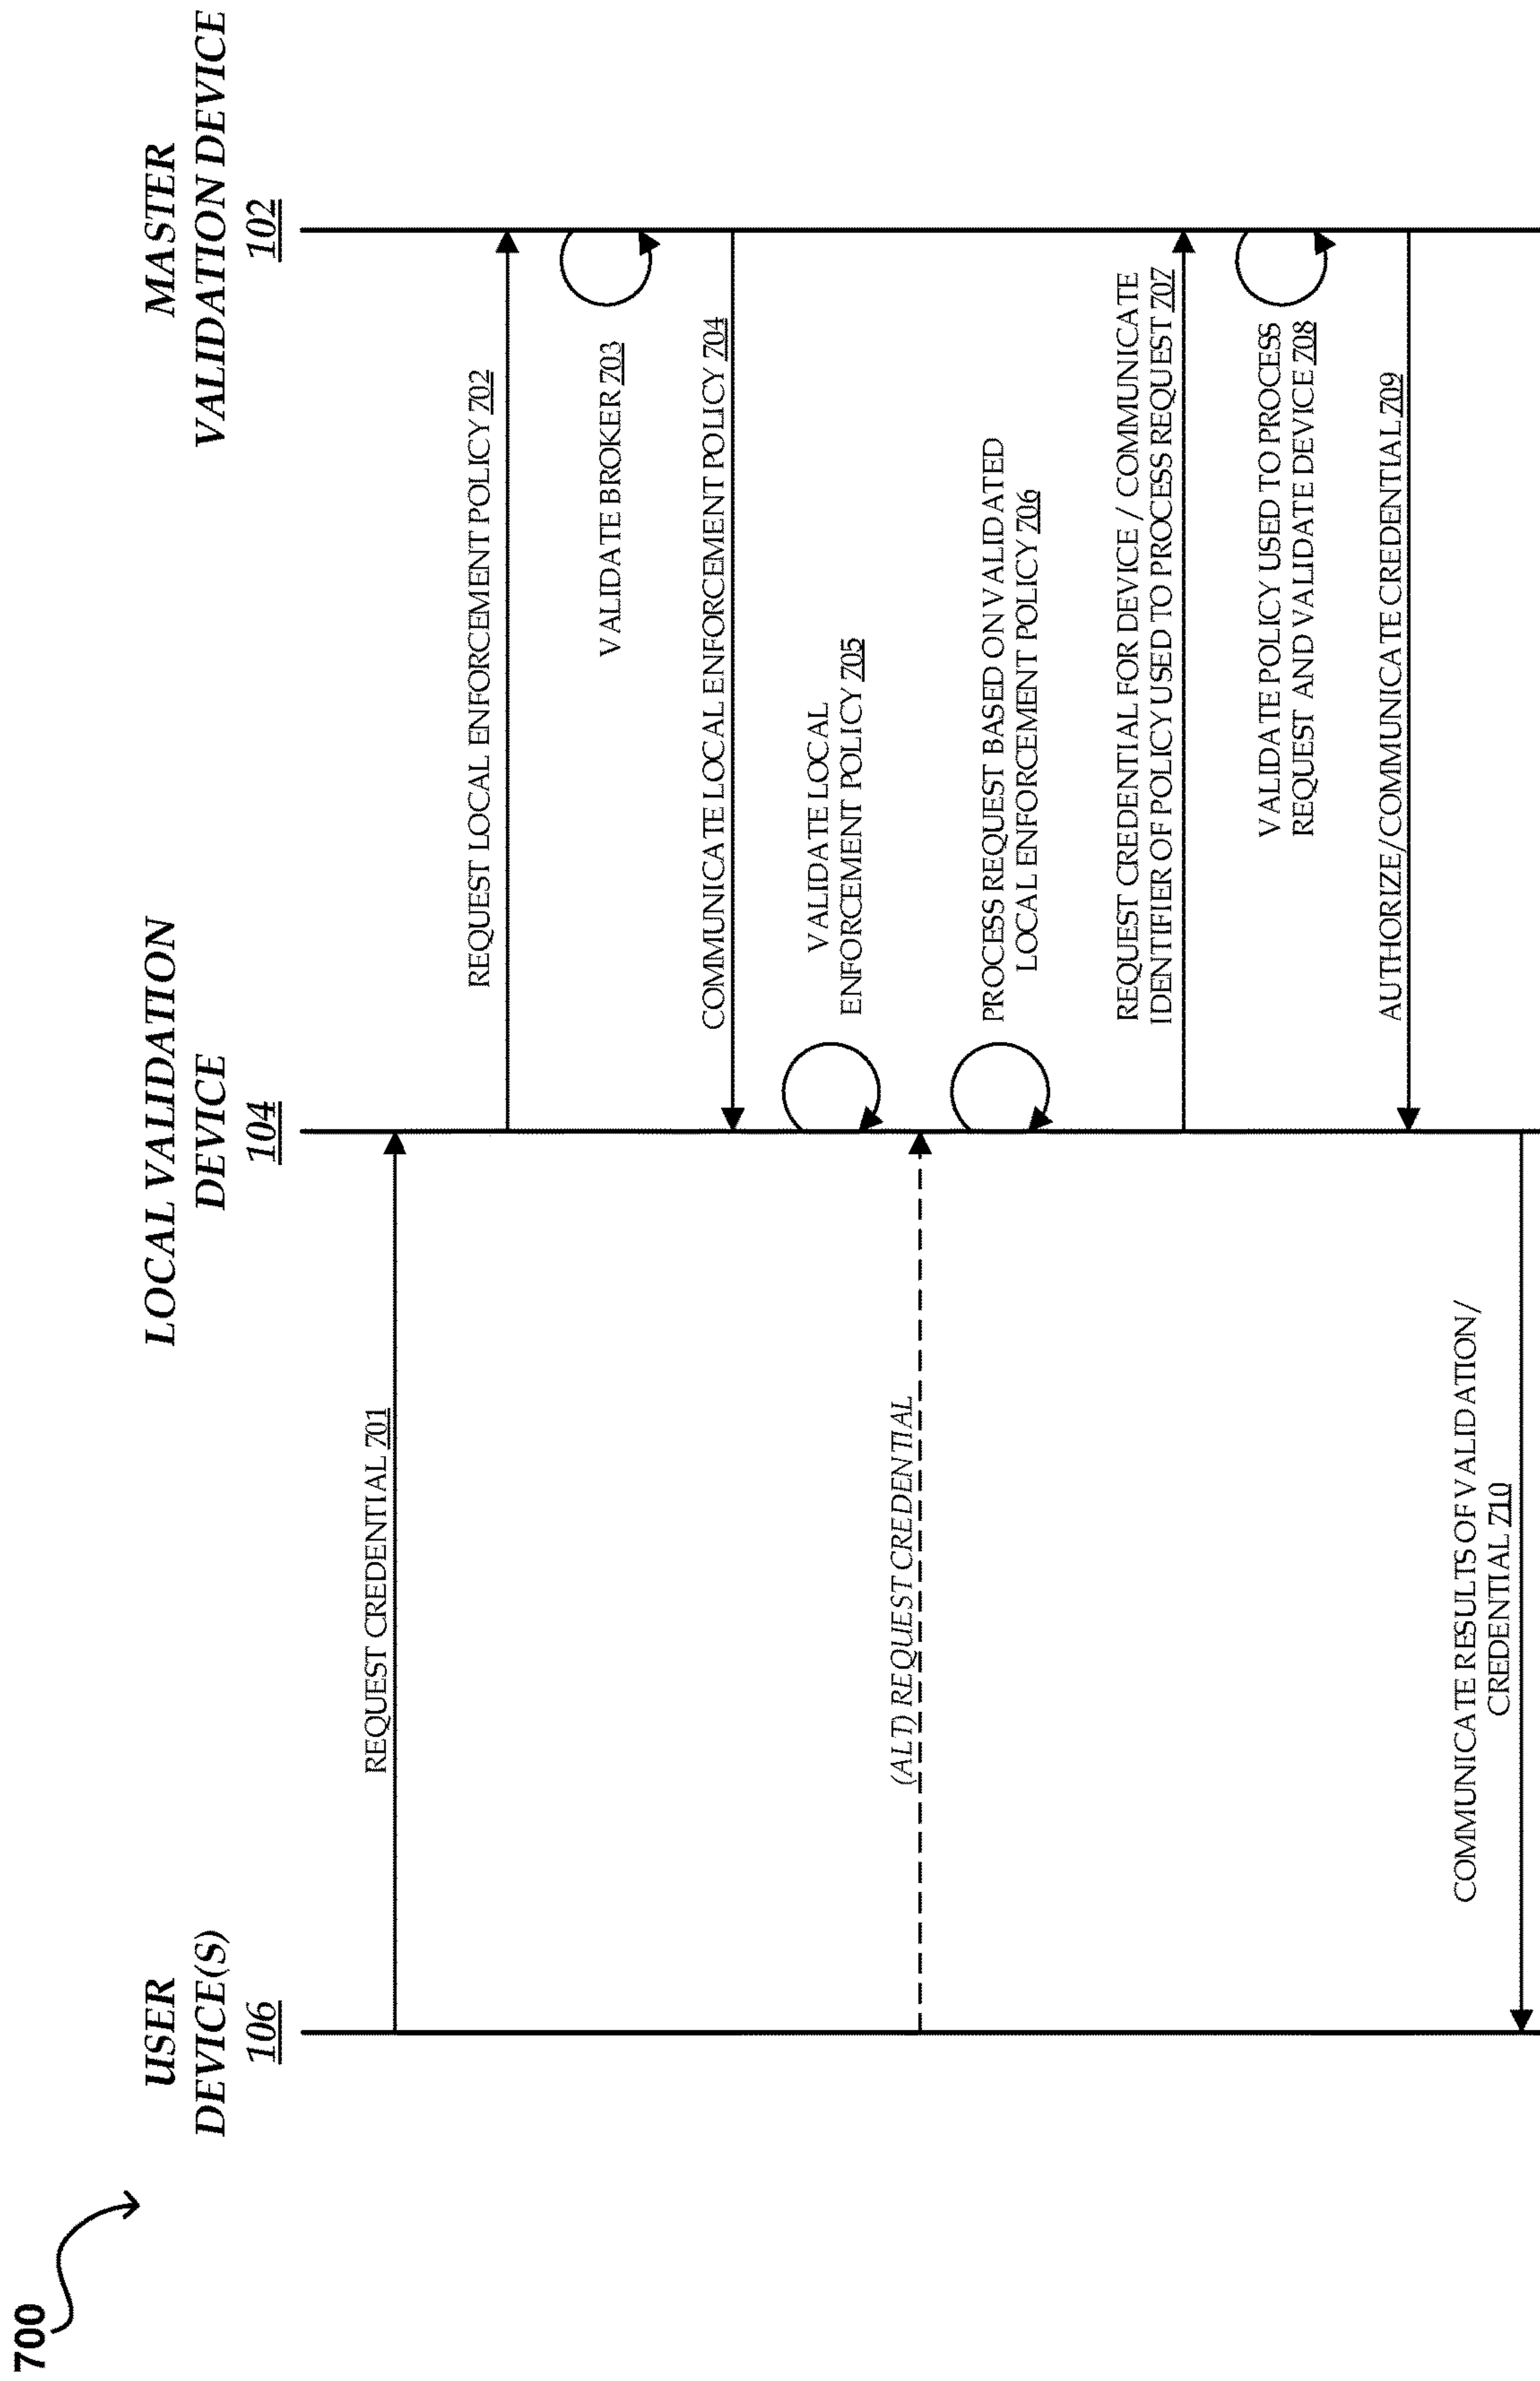 700
USER
DEVICE(S)
106
LOCAL VALIDATION
DEVICE
104
MASTER
VALIDATION DEVICE
102
REQUEST CREDENTIAL 701
REQUEST LOCAL ENFORCEMENT POLICY 702
VALIDATE BROKER 703
COMMUNICATE LOCAL ENFORCEMENT POLICY 704
VALIDATE LOCAL
ENFORCEMENT POLICY 705
(ALT) REQUEST CREDENTIAL
PROCESS REQUEST BASED ON VALIDATED
LOCAL ENFORCEMENT POLICY 706
REQUEST CREDENTIAL FOR DEVICE / COMMUNICATE
IDENTIFIER OF POLICY USED TO PROCESS REQUEST 707
VALIDATE POLICY USED TO PROCESS
REQUEST AND VALIDATE DEVICE 708
AUTHORIZE/COMMUNICATE CREDENTIAL 709
COMMUNICATE RESULTS OF VALIDATION/
CREDENTIAL 710